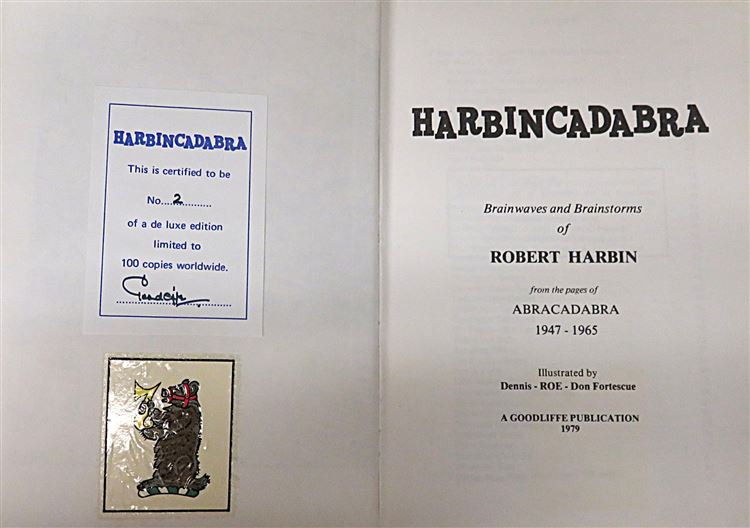 HARBINCADABRA
This is certified to be
No....2...........
of a de luxe edition
limited to
100 copies worldwide.
Goodliffe
HARBINCADABRA
Brainwaves and Brainstorms
of
ROBERT HARBIN
from the pages of
ABRACADABRA
1947 - 1965
Illustrated by
Dennis - ROE - Don Fortescue
A GOODLIFFE PUBLICATION
1979